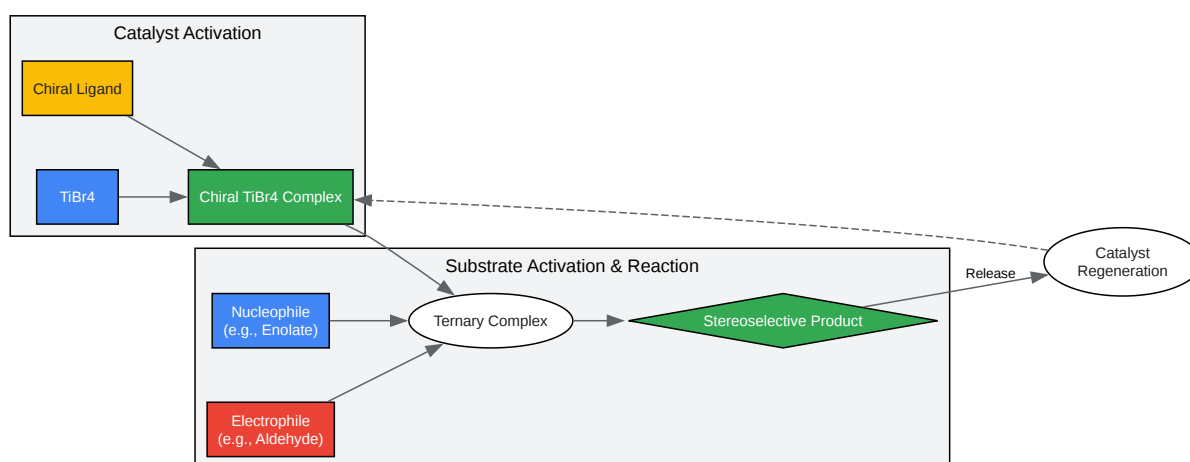 Catalyst Activation
Chiral Ligand
TiBr4
Chiral TiBr4 Complex
Substrate Activation & Reaction
Nucleophile
(e.g., Enolate)
Ternary Complex
Stereoselective Product
Electrophile
(e.g., Aldehyde)
Release
Catalyst
Regeneration